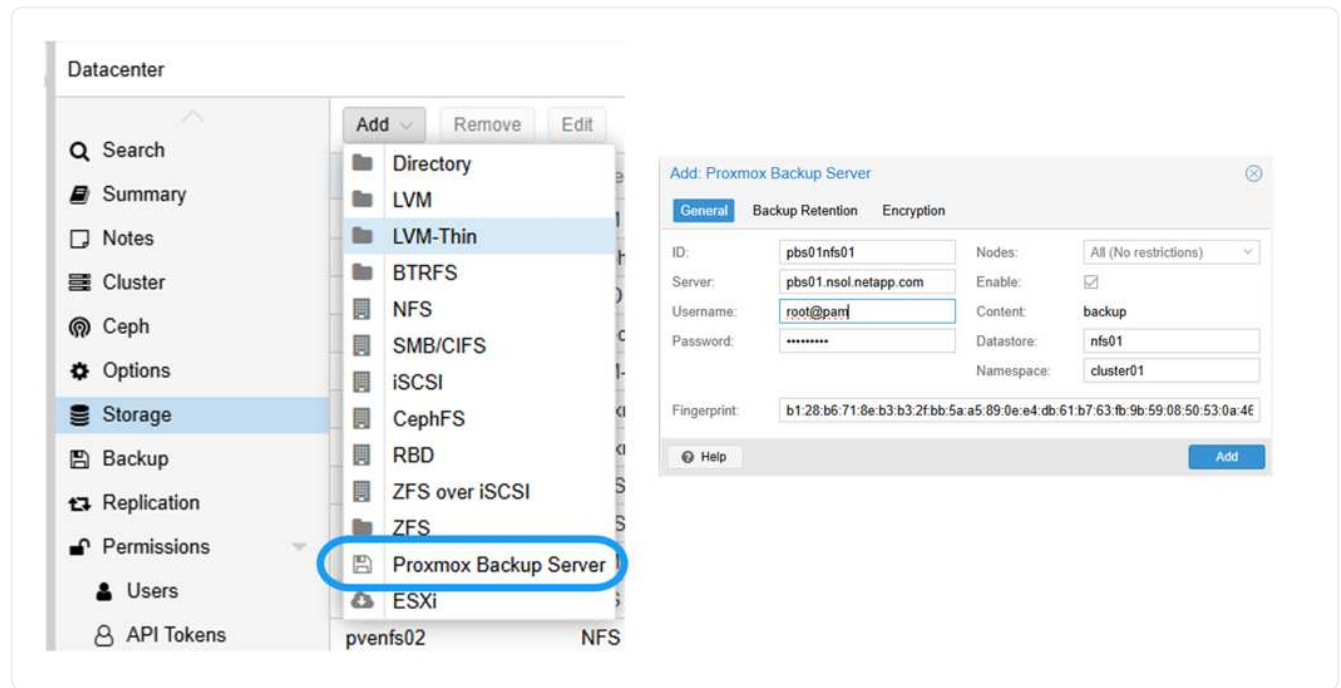 Datacenter
Add Remove Edit
Search
Summary
Notes
Cluster
Ceph
Options
Storage
Backup
Replication
Permissions
Users
API Tokens
Directory
LVM
LVM-Thin
BTRFS
NFS
SMB/CIFS
iSCSI
CephFS
RBD
ZFS over iSCSI
ZFS
Proxmox Backup Server
ESXi
pvenfs02 NFS
Add: Proxmox Backup Server
General Backup Retention Encryption
ID: pbs01nfs01 Nodes: All (No restrictions)
Server: pbs01.nsol.netapp.com Enable:
Username: root@pam Content: backup
Password: ••••••••• Datastore: nfs01
Namespace: cluster01
Fingerprint: b1:28:b6:71:8e:b3:b3:2f:bb:5a:a5:89:0e:e4:db:61:b7:63:fb:9b:59:08:50:53:0a:46
Help Add